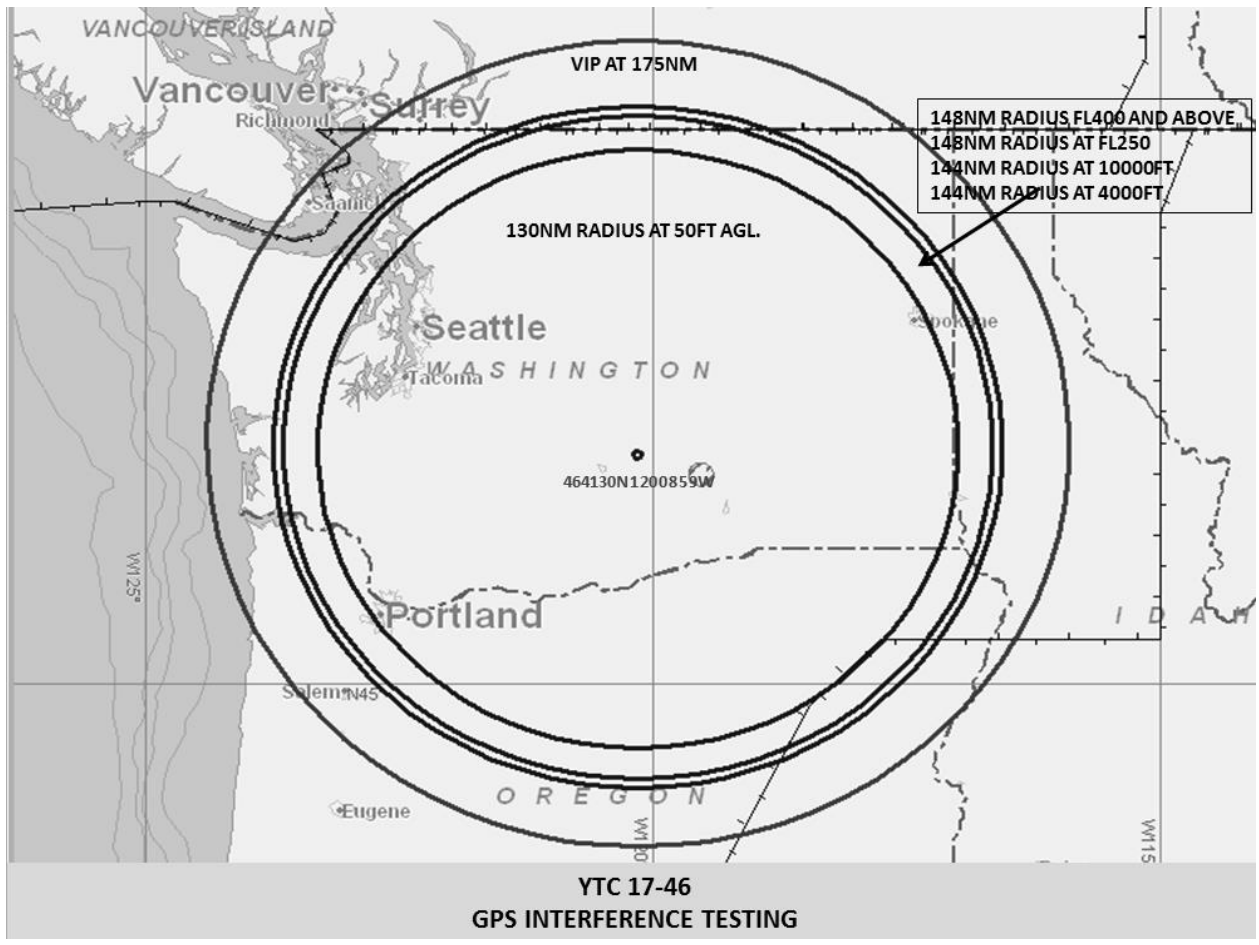 VANCOUVER ISLAND
VIP AT 175NM
Vancouver
Surrey
Richmond
148NM RADIUS FL400 AND ABOVE
148NM RADIUS AT FL250
144NM RADIUS AT 10000FT
144NM RADIUS AT 4000FT
Saanich
130NM RADIUS AT 50FT AGL.
Seattle
Spokane
WASHINGTON
Tacoma
464130N1200859W
W125°
Portland
IDAH
Salem
N45
OREGON
Eugene
W120
W115
YTC 17-46
GPS INTERFERENCE TESTING